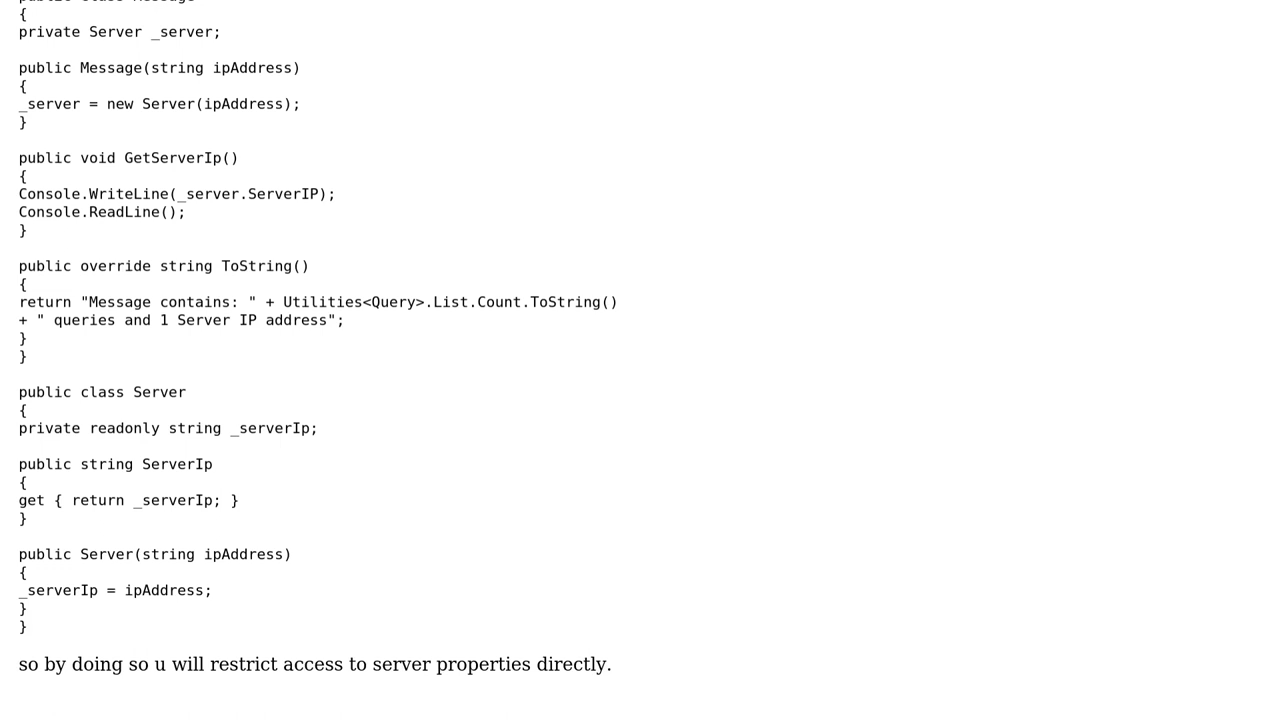 {
private Server _server;

public Message(string ipAddress)
{
_server = new Server(ipAddress);
}

public void GetServerIp()
{
Console.WriteLine(_server.ServerIP);
Console.ReadLine();
}

public override string ToString()
{
return "Message contains: " + Utilities<Query>.List.Count.ToString()
+ " queries and 1 Server IP address";
}
}

public class Server
{
private readonly string _serverIp;

public string ServerIp
{
get { return _serverIp; }
}

public Server(string ipAddress)
{
_serverIp = ipAddress;
}
}

so by doing so u will restrict access to server properties directly.